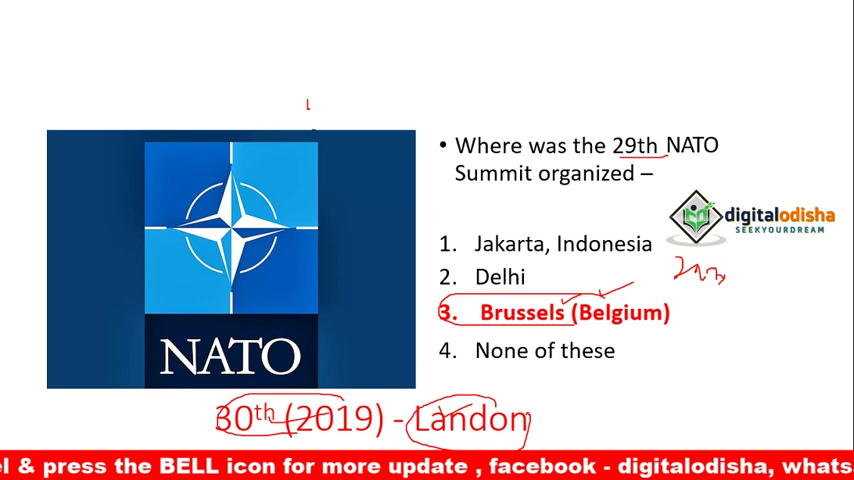 • Where was the 29th NATO
Summit organized –
digitalodisha
SEEKYOURDREAM
1. Jakarta, Indonesia
2. Delhi
3. Brussels (Belgium)
4. None of these
NATO
30th (2019) - Landon
el & press the BELL icon for more update , facebook - digitalodisha, whats